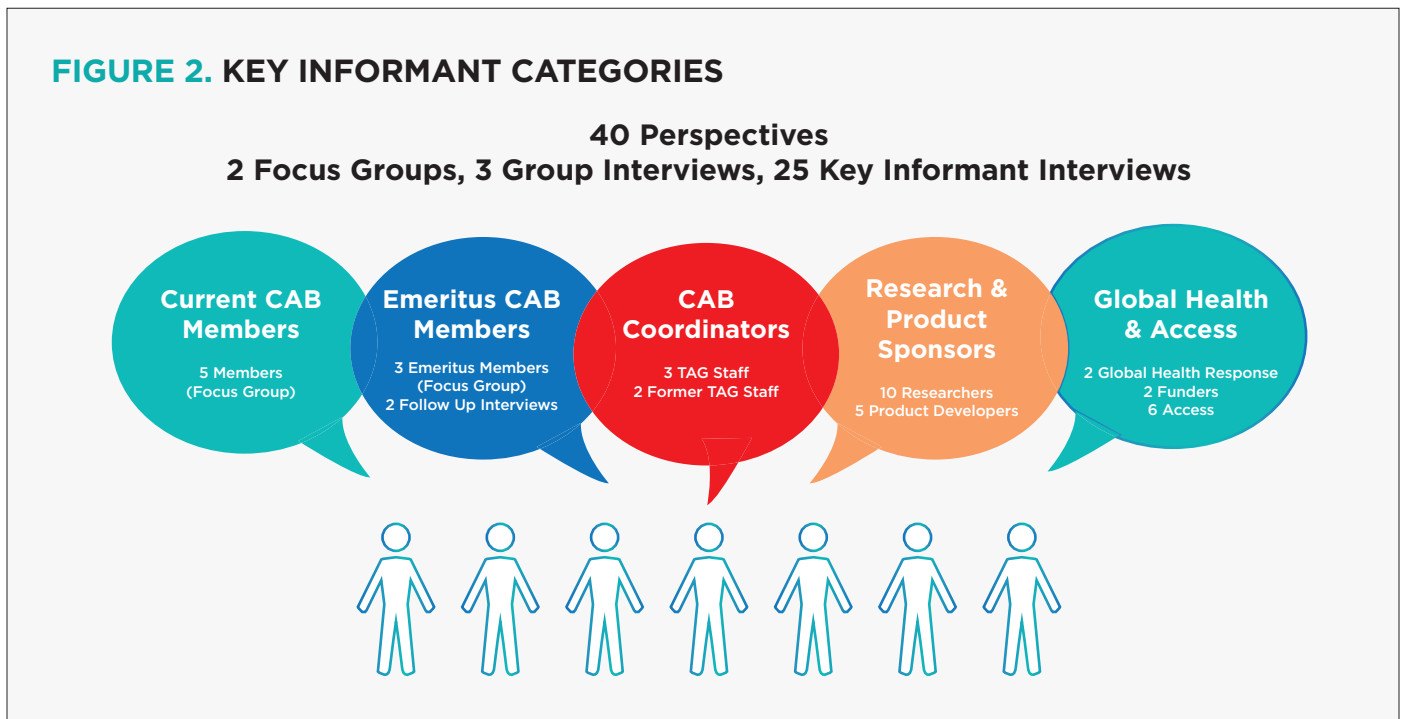 FIGURE 2. KEY INFORMANT CATEGORIES
40 Perspectives
2 Focus Groups, 3 Group Interviews, 25 Key Informant Interviews
Current CAB
Members
5 Members
(Focus Group)
Emeritus CAB
Members
3 Emeritus Members
(Focus Group)
2 Follow Up Interviews
CAB
Coordinators
3 TAG Staff
2 Former TAG Staff
Research &
Product
Sponsors
10 Researchers
5 Product Developers
Global Health
& Access
2 Global Health Response
2 Funders
6 Access